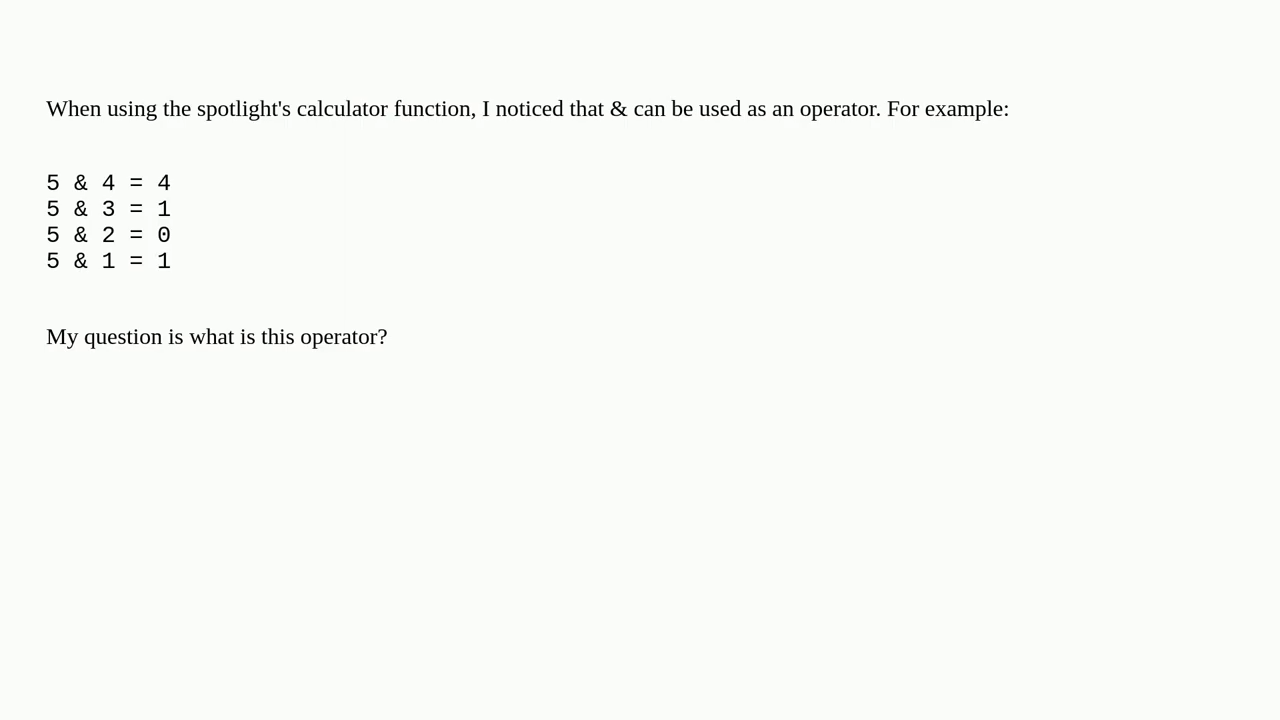 When using the spotlight's calculator function, I noticed that & can be used as an operator. For example:
5 & 4 = 4
5 & 3 = 1
5 & 2 = 0
5 & 1 = 1
My question is what is this operator?